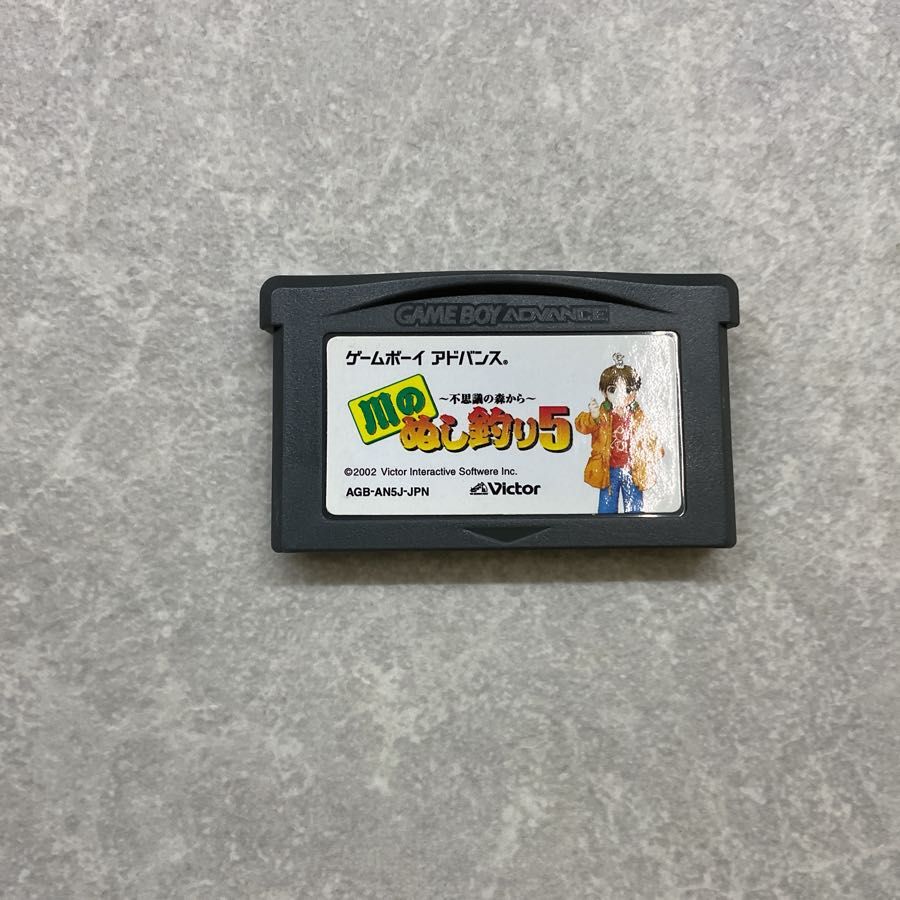 GAME BOY ADVANCE
ゲームボーイ アドバンス®
～不思議の森から～
川の
ぬし釣り5
©2002 Victor Interactive Softwere Inc.
AGB-AN5J-JPN Victor